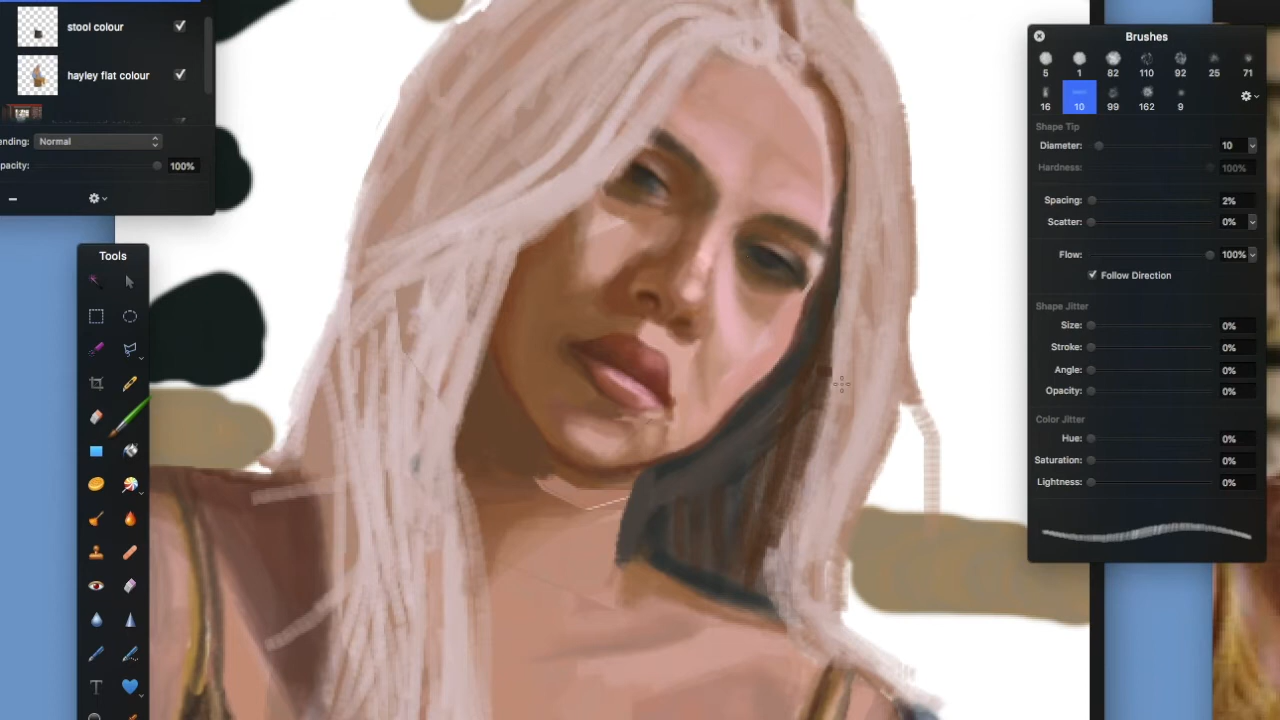 stool colour
hayley flat colour
ending: Normal
pacity: 100%
Tools
Brushes
5 1 82 110 92 25 71
16 10 99 162 9
Shape Tip
Diameter: 10
Hardness: 100%
Spacing: 2%
Scatter: 0%
Flow: 100%
Follow Direction
Shape Jitter
Size: 0%
Stroke: 0%
Angle: 0%
Opacity: 0%
Color Jitter
Hue: 0%
Saturation: 0%
Lightness: 0%